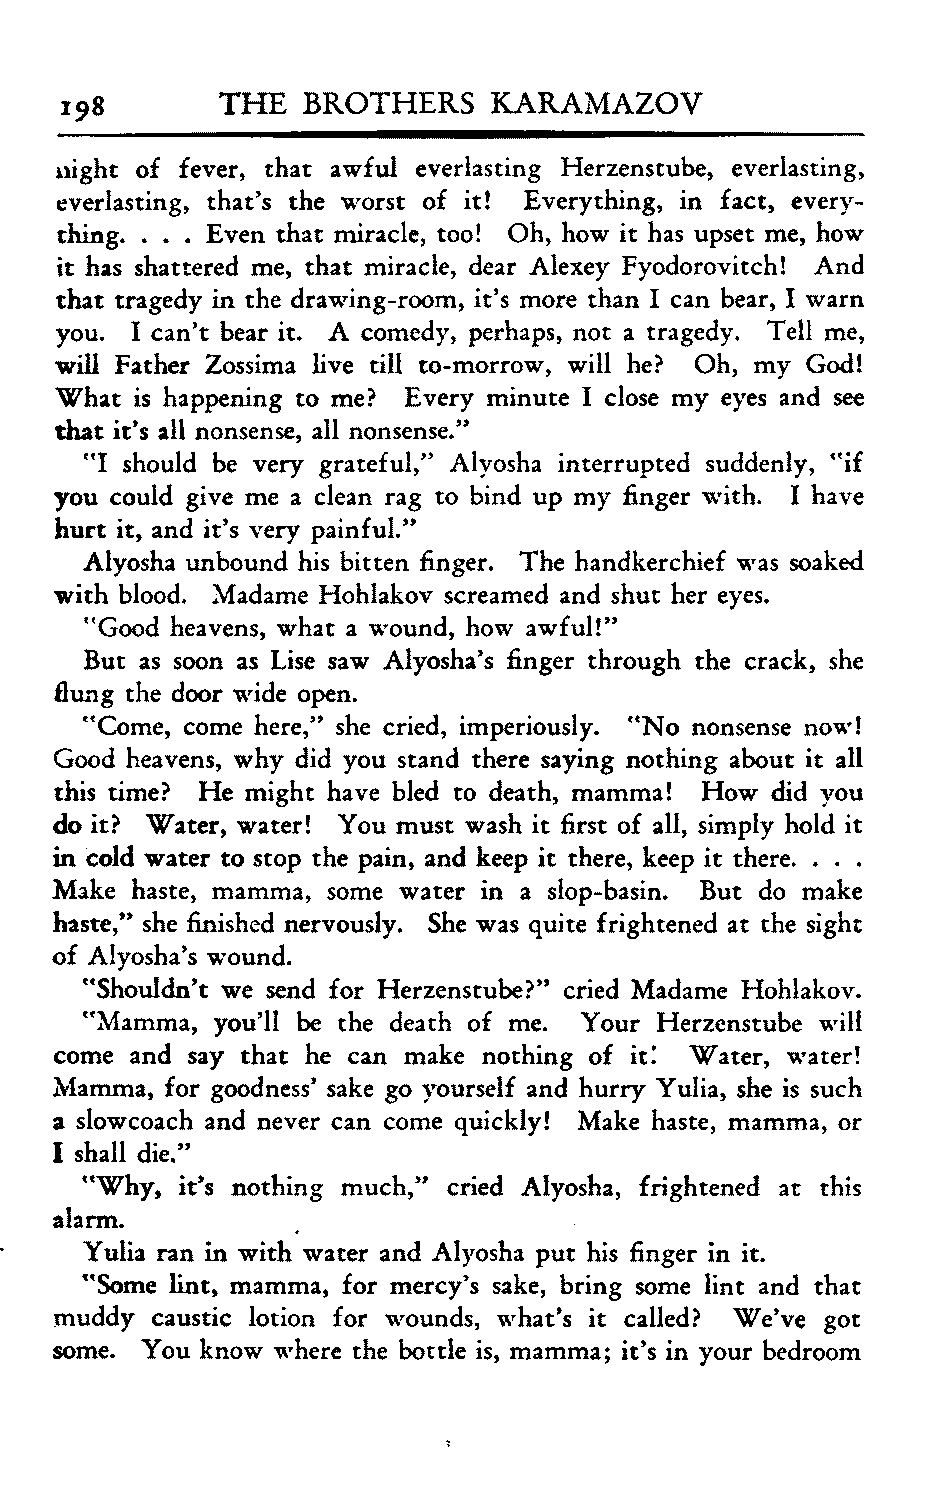 198 THE BROTHERS KARAMAZOV
night of fever, that awful everlasting Herzenstube, everlasting,
everlasting, that's the worst of it! Everything, in fact, every-
thing. . . . Even that miracle, too! Oh, how it has upset me, how
it has shattered me, that miracle, dear Alexey Fyodorovitch! And
that tragedy in the drawing-room, it's more than I can bear, I warn
you. I can't bear it. A comedy, perhaps, not a tragedy. Tell me,
will Father Zossima live till to-morrow, will he? Oh, my God!
What is happening to me? Every minute I close my eyes and see
that it's all nonsense, all nonsense."
"I should be very grateful," Alyosha interrupted suddenly, "if
you could give me a clean rag to bind up my finger with. I have
hurt it, and it's very painful."
Alyosha unbound his bitten finger. The handkerchief was soaked
with blood. Madame Hohlakov screamed and shut her eyes.
"Good heavens, what a wound, how awful!"
But as soon as Lise saw Alyosha's finger through the crack, she
flung the door wide open.
"Come, come here," she cried, imperiously. "No nonsense now!
Good heavens, why did you stand there saying nothing about it all
this time? He might have bled to death, mamma! How did you
do it? Water, water! You must wash it first of all, simply hold it
in cold water to stop the pain, and keep it there, keep it there. . . .
Make haste, mamma, some water in a slop-basin. But do make
haste," she finished nervously. She was quite frightened at the sight
of Alyosha's wound.
"Shouldn't we send for Herzenstube?" cried Madame Hohlakov.
"Mamma, you'll be the death of me. Your Herzenstube will
come and say that he can make nothing of it! Water, water!
Mamma, for goodness' sake go yourself and hurry Yulia, she is such
a slowcoach and never can come quickly! Make haste, mamma, or
I shall die."
"Why, it's nothing much," cried Alyosha, frightened at this
alarm.
Yulia ran in with water and Alyosha put his finger in it.
"Some lint, mamma, for mercy's sake, bring some lint and that
muddy caustic lotion for wounds, what's it called? We've got
some. You know where the bottle is, mamma; it's in your bedroom